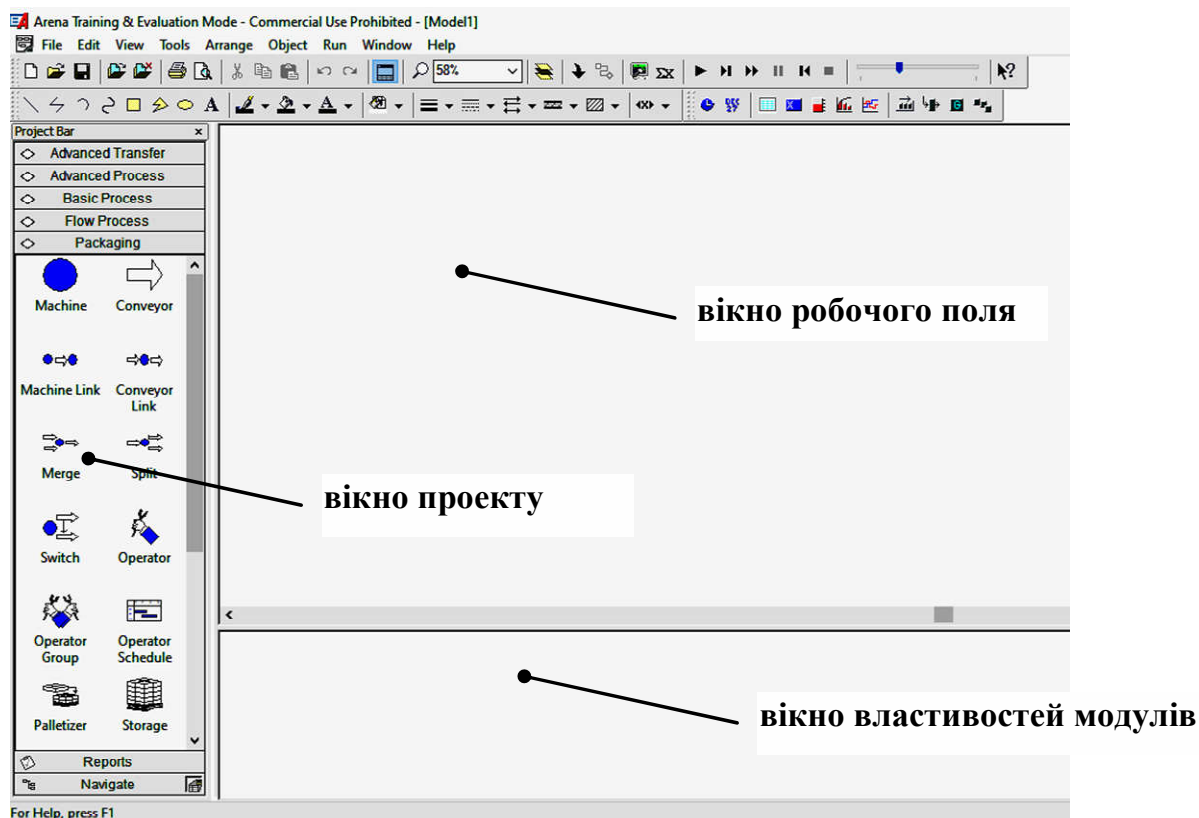 Arena Training & Evaluation Mode - Commercial Use Prohibited - [Model1]
File Edit View Tools Arrange Object Run Window Help
58%
A
Project Bar x
Advanced Transfer
Advanced Process
Basic Process
Flow Process
Packaging
Machine Conveyor
вікно робочого поля
Machine Link Conveyor
Link
Merge Split
вікно проекту
Switch Operator
Operator Operator
Group Schedule
Palletizer Storage
вікно властивостей модулів
Reports
Navigate
For Help, press F1